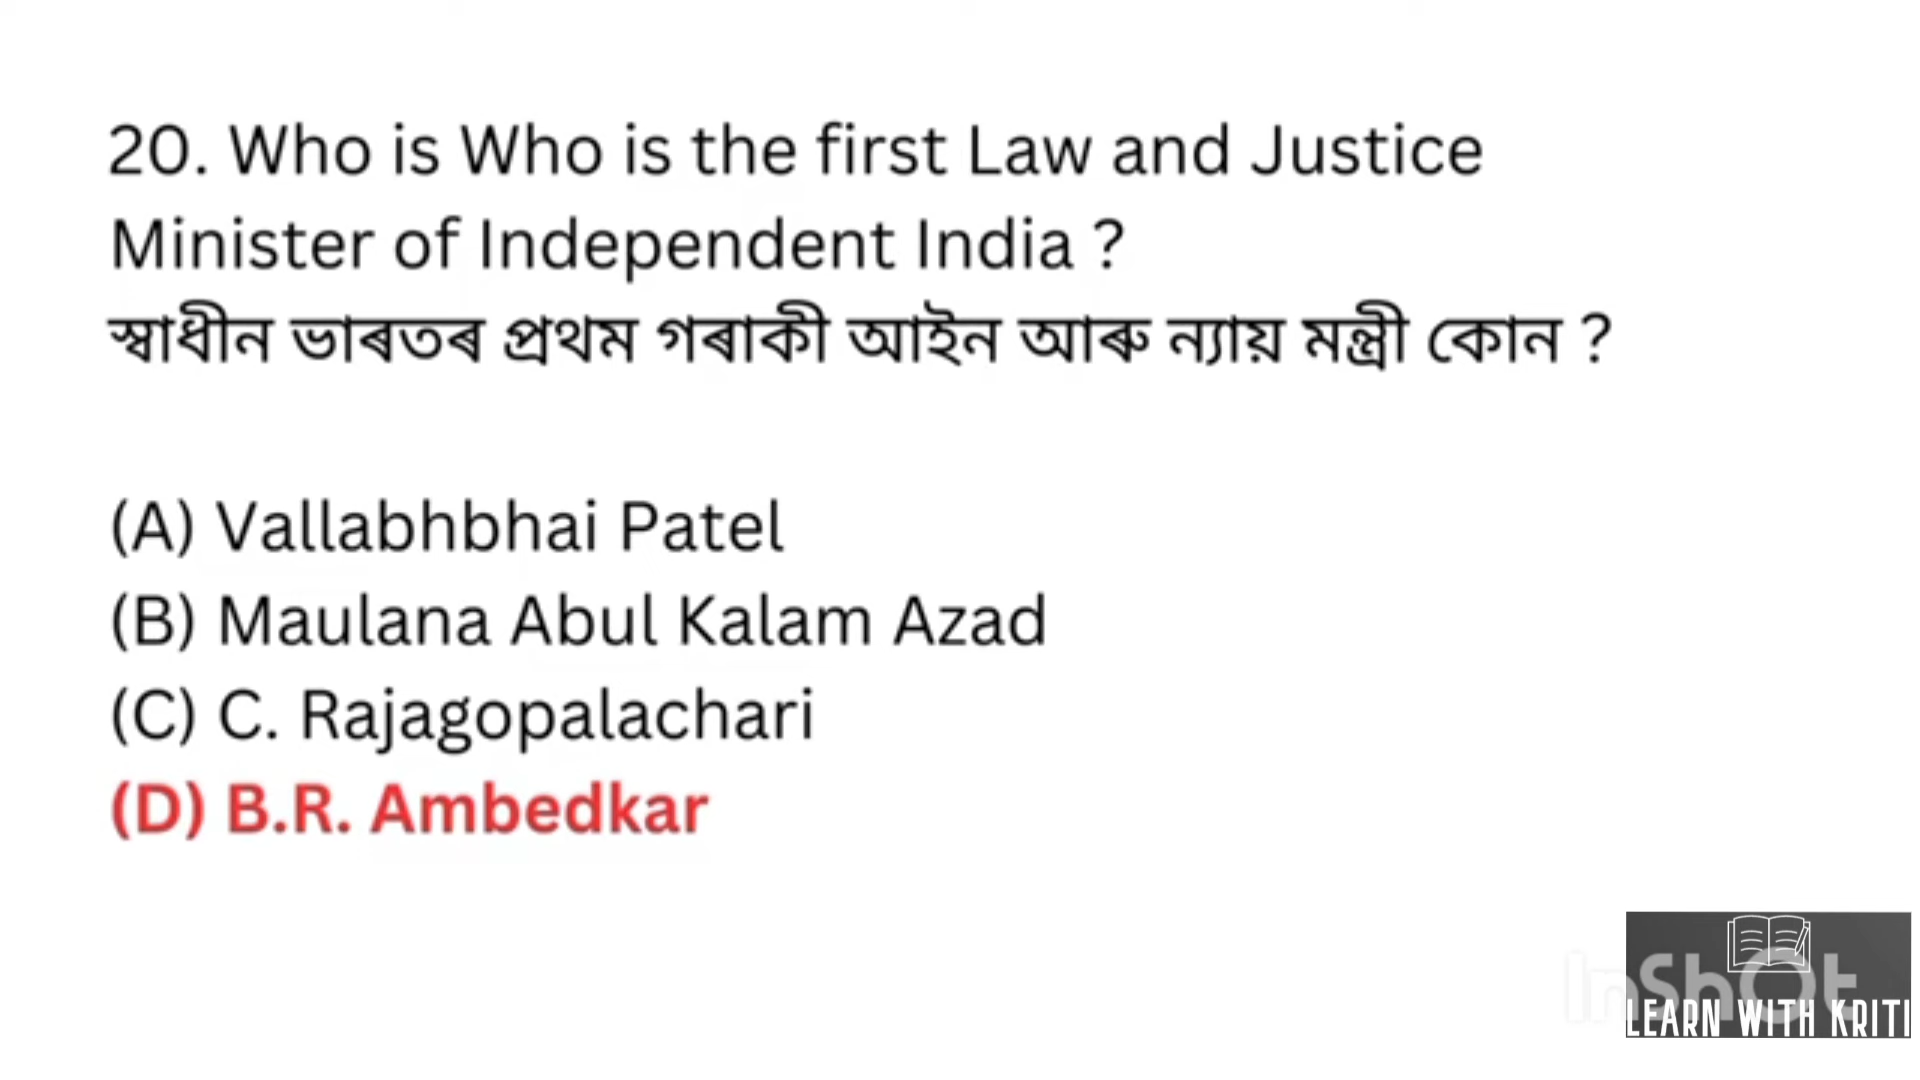 20. Who is Who is the first Law and Justice
Minister of Independent India ?
স্বাধীন ভাৰতৰ প্ৰথম গৰাকী আইন আৰু ন্যায় মন্ত্ৰী কোন ?
(A) Vallabhbhai Patel
(B) Maulana Abul Kalam Azad
(C) C. Rajagopalachari
(D) B.R. Ambedkar
InShOt
LEARN WITH KRITI